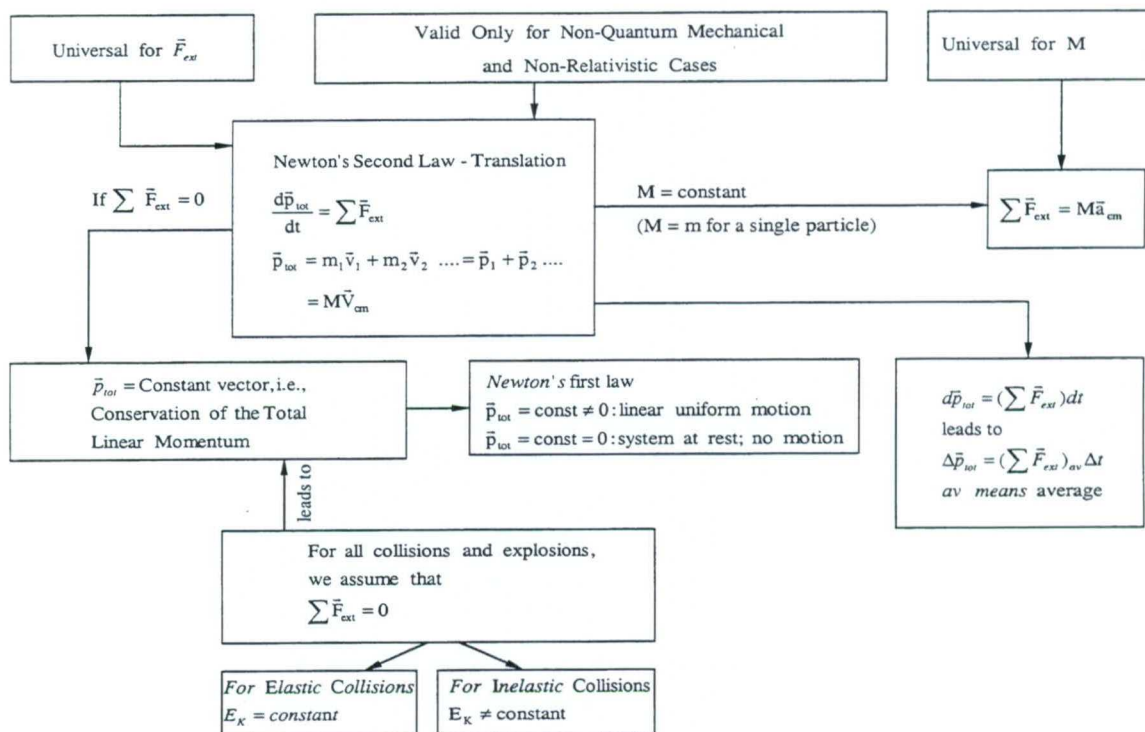 Universal for F⃗ext
Valid Only for Non-Quantum Mechanical
and Non-Relativistic Cases
Universal for M
Newton's Second Law - Translation
dp⃗tot/dt = ∑F⃗ext
p⃗tot = m₁v⃗₁ + m₂v⃗₂ .... = p⃗₁ + p⃗₂ ....
= MV⃗cm
If ∑ F⃗ext = 0
M = constant
(M = m for a single particle)
∑F⃗ext = Ma⃗cm
p⃗tot = Constant vector, i.e.,
Conservation of the Total
Linear Momentum
Newton's first law
p⃗tot = const ≠ 0 : linear uniform motion
p⃗tot = const = 0 : system at rest; no motion
dp⃗tot = (∑F⃗ext)dt
leads to
Δp⃗tot = (∑F⃗ext)av Δt
av means average
leads to
For all collisions and explosions,
we assume that
∑F⃗ext = 0
For Elastic Collisions
E_K = constant
For Inelastic Collisions
E_K ≠ constant